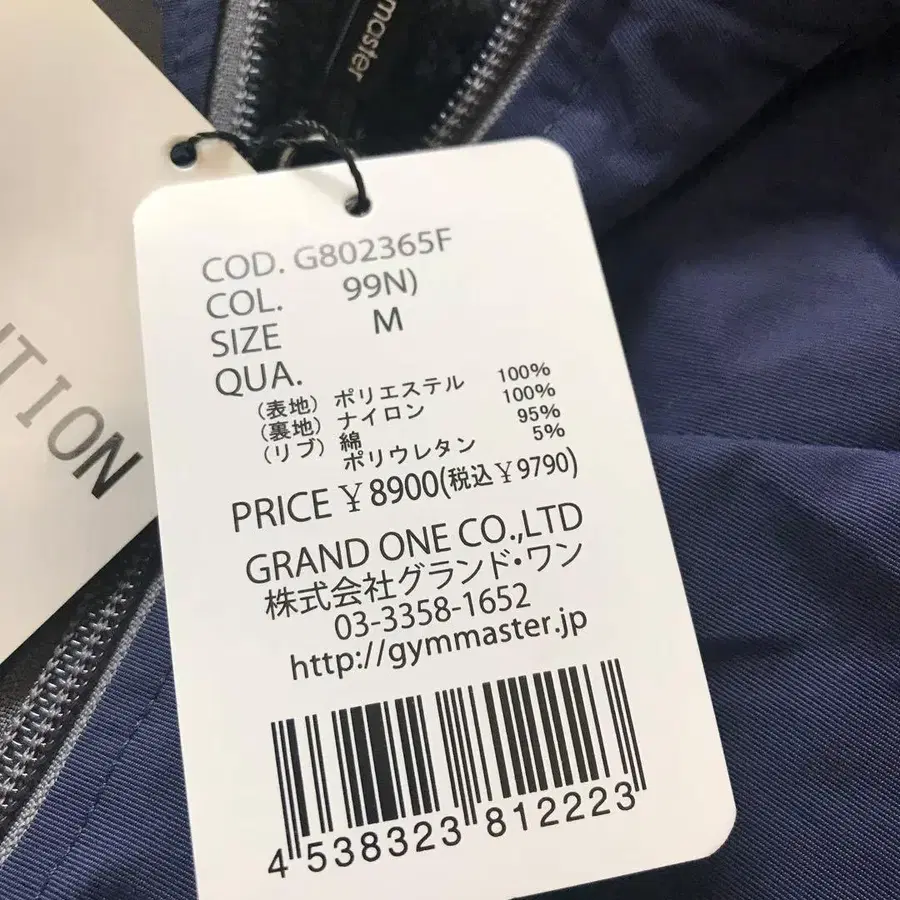 master
NTION
COD. G802365F
COL. 99N)
SIZE M
QUA.
(表地) ポリエステル 100%
(裏地) ナイロン 100%
(リブ) 綿 95%
ポリウレタン 5%
PRICE ¥8900(税込¥9790)
GRAND ONE CO.,LTD
株式会社グランド・ワン
03-3358-1652
http://gymmaster.jp
4 538323 812223